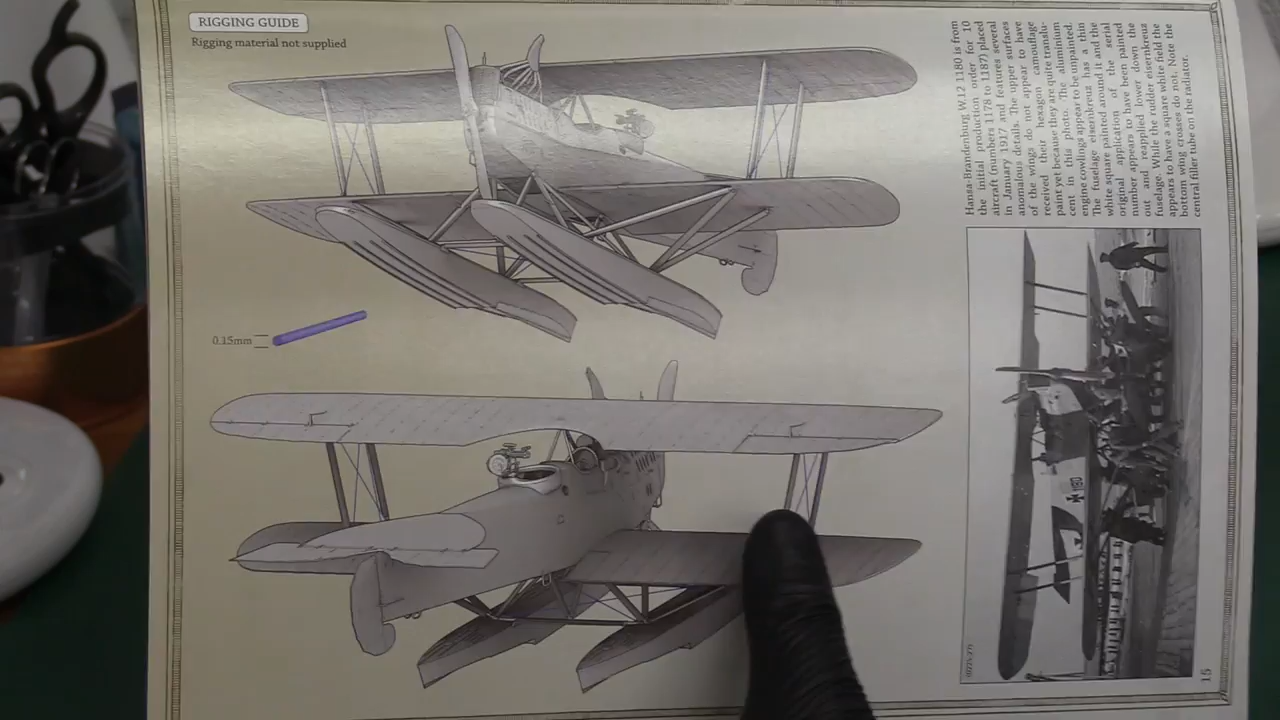 RIGGING GUIDE
Rigging material not supplied
0.15mm
Hansa-Brandenburg W.12 1180 is from
the initial production order for 10
aircraft (numbers 1178 to 1187) placed
in January 1917 and features several
anomalous details. The upper surfaces
of the wings do not appear to have
received their hexagon camouflage
paint yet because they are quite translu-
cent in this photo. The aluminium
engine cowlings appear to be unpainted.
The fuselage eisernkreuz has a thin
white square painted around it and the
original application of the serial
number appears to have been painted
out and reapplied lower down the
fuselage. While the rudder eisernkreuz
appears to have a square white field the
bottom wing crosses do not. Note the
central filler tube on the radiator.
1180
15